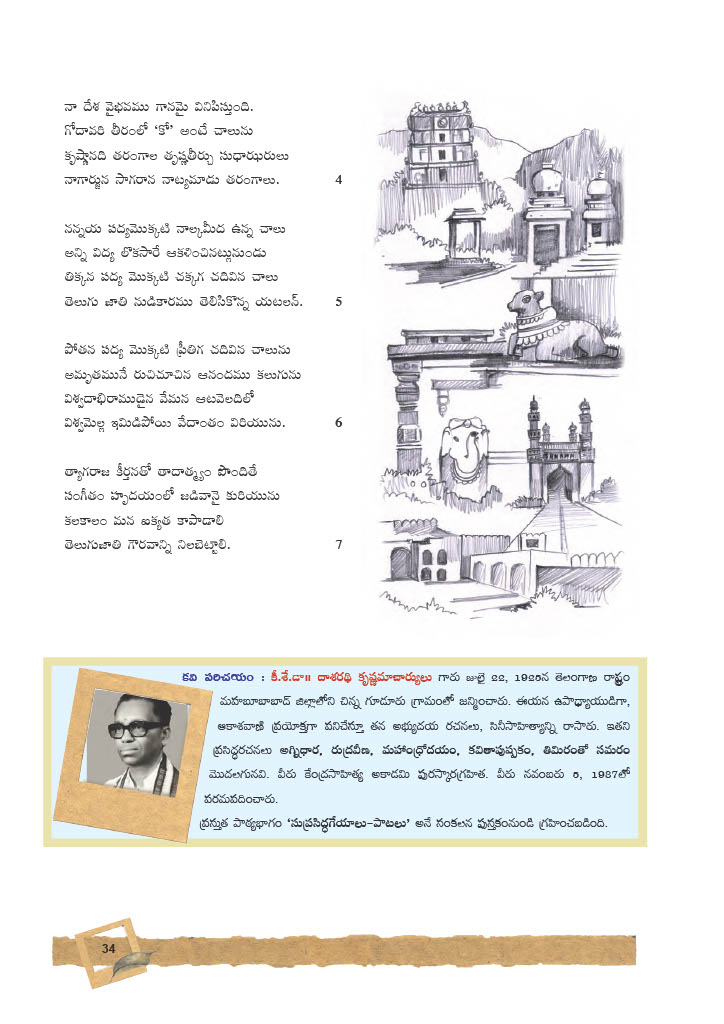 నా దేశ వైభవము గానమై వినిపిస్తుంది.
గోదావరి తీరంలో ‘కో’ అంటే చాలును
కృష్ణానది తరంగాల తృష్ణతీర్చు సుధాఝరులు
నాగార్జున సాగరాన నాట్యమాడు తరంగాలు. 4
నన్నయ పద్యమొక్కటి నాల్కమీద ఉన్న చాలు
అన్ని విద్య లొకసారే ఆకళించినట్లునుండు
తిక్కన పద్య మొక్కటి చక్కగ చదివిన చాలు
తెలుగు జాతి నుడికారము తెలిసికొన్న యటలన్. 5
పోతన పద్య మొక్కటి ప్రీతిగ చదివిన చాలును
అమృతమునే రుచిచూచిన ఆనందము కలుగును
విశ్వదాభిరాముడైన వేమన ఆటవెలదిలో
విశ్వమెల్ల ఇమిడిపోయి వేదాంతం విరియును. 6
త్యాగరాజ కీర్తనతో తాదాత్మ్యం పొందితే
సంగీతం హృదయంలో జడివానై కురియును
కలకాలం మన ఐక్యత కాపాడాలి
తెలుగుజాతి గౌరవాన్ని నిలబెట్టాలి. 7
కవి పరిచయం : కీ.శే.డా॥ దాశరథి కృష్ణమాచార్యులు గారు జులై 22, 1925న తెలంగాణ రాష్ట్రం
మహబూబాబాద్ జిల్లాలోని చిన్న గూడూరు గ్రామంలో జన్మించారు. ఈయన ఉపాధ్యాయుడిగా,
ఆకాశవాణి ప్రయోక్తగా పనిచేస్తూ తన అభ్యుదయ రచనలు, సినీసాహిత్యాన్ని రాసారు. ఇతని
ప్రసిద్ధరచనలు అగ్నిధార, రుద్రవీణ, మహాంధ్రోదయం, కవితాపుష్పకం, తిమిరంతో సమరం
మొదలగునవి. వీరు కేంద్రసాహిత్య అకాడమి పురస్కారగ్రహీత. వీరు నవంబరు 5, 1987లో
పరమపదించారు.
ప్రస్తుత పాఠ్యభాగం ‘సుప్రసిద్ధగేయాలు-పాటలు’ అనే సంకలన పుస్తకంనుండి గ్రహించబడింది.
34